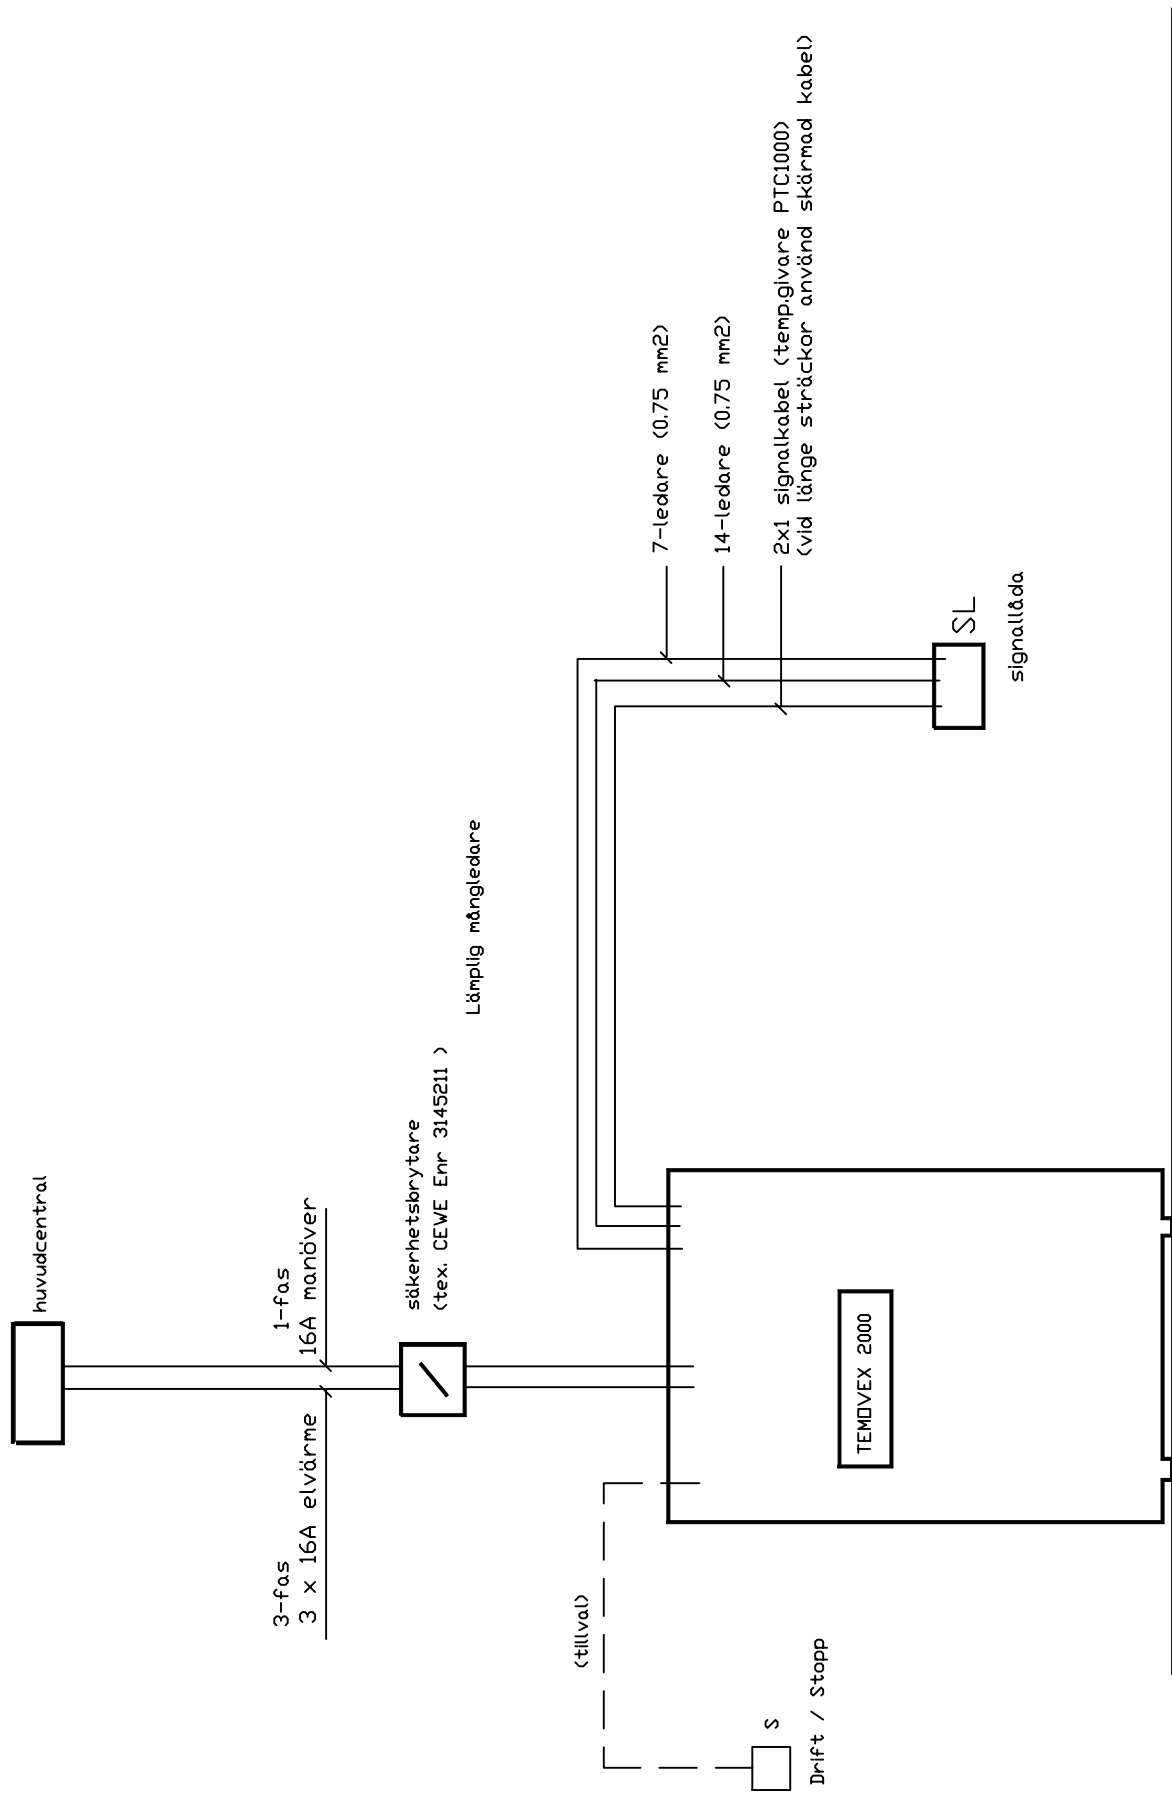 huvudcentral
3-fas
3 x 16A elvärme
1-fas
16A manöver
säkerhetsbrytare
(tex. CEWE Enr 3145211 )
Lämplig mångledare
(tillval)
7-ledare (0.75 mm2)
14-ledare (0.75 mm2)
2x1 signalkabel (temp.givare PTC1000)
(vid länge sträckor använd skärmad kabel)
S
Drift / Stopp
TEMOVEX 2000
SL
signallåda